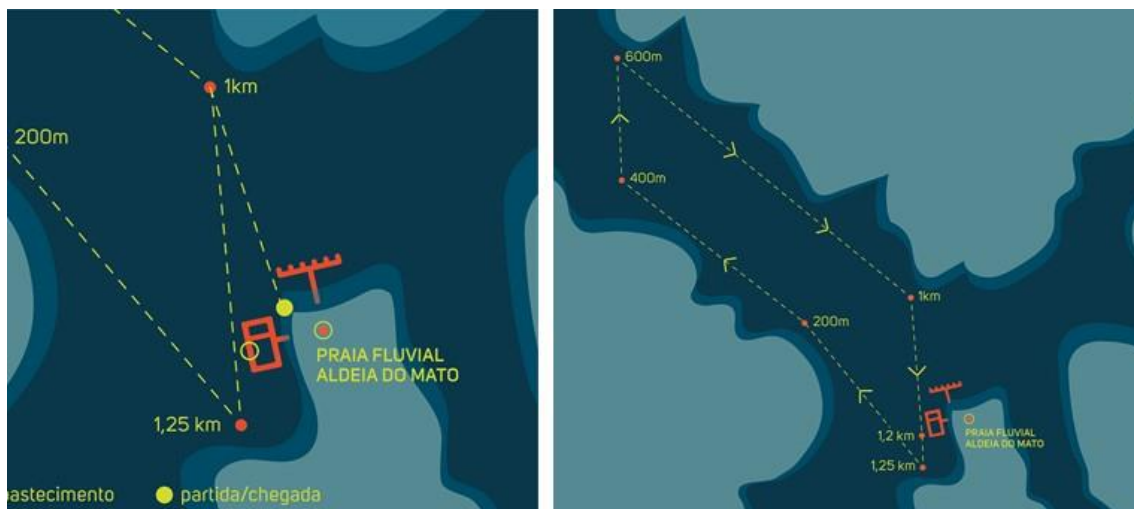 1km
200m
PRAIA FLUVIAL
ALDEIA DO MATO
1,25 km
partida/chegada
600m
400m
1km
200m
PRAIA FLUVIAL
ALDEIA DO MATO
1,2 km
1,25 km